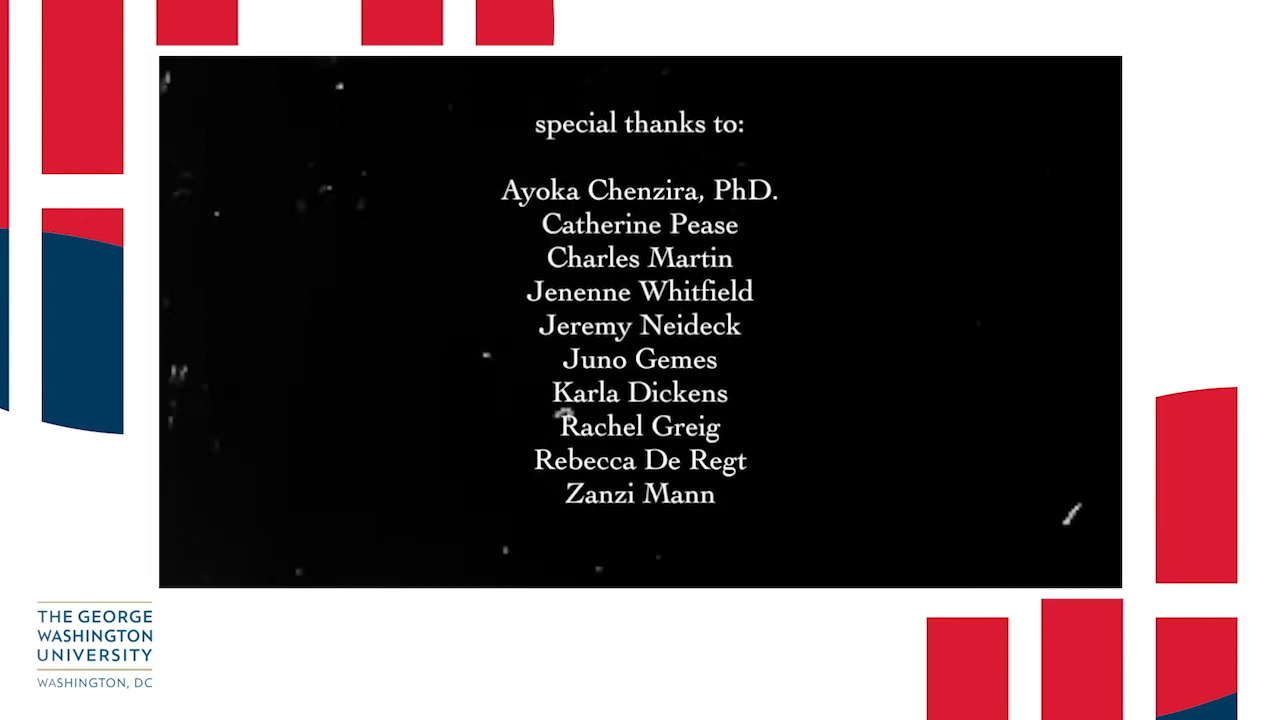 special thanks to:
Ayoka Chenzira, PhD.
Catherine Pease
Charles Martin
Jenenne Whitfield
Jeremy Neideck
Juno Gemes
Karla Dickens
Rachel Greig
Rebecca De Regt
Zanzi Mann
THE GEORGE
WASHINGTON
UNIVERSITY
WASHINGTON, DC